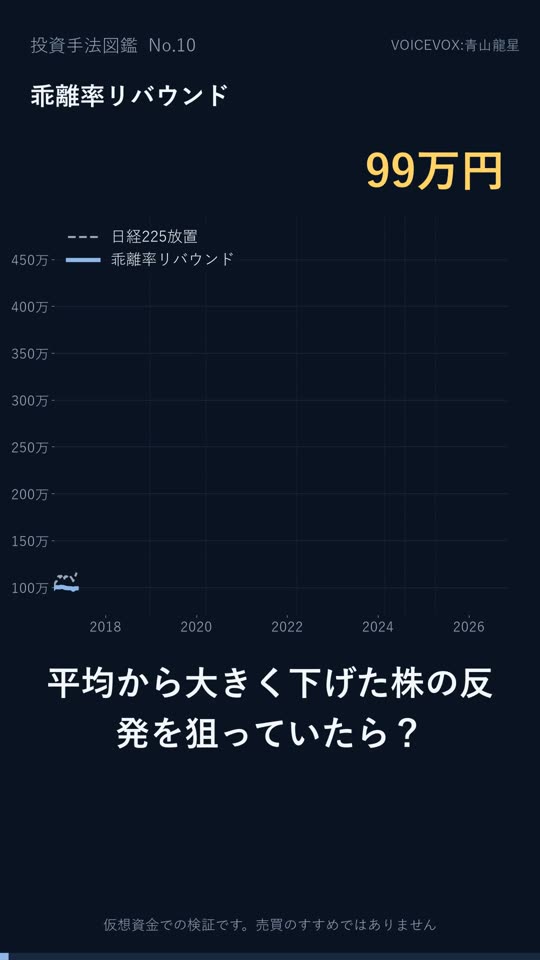 投資手法図鑑 No.10
VOICEVOX:青山龍星
乖離率リバウンド
99万円
日経225放置
乖離率リバウンド
450万
400万
350万
300万
250万
200万
150万
100万
2018 2020 2022 2024 2026
平均から大きく下げた株の反
発を狙っていたら？
仮想資金での検証です。売買のすすめではありません